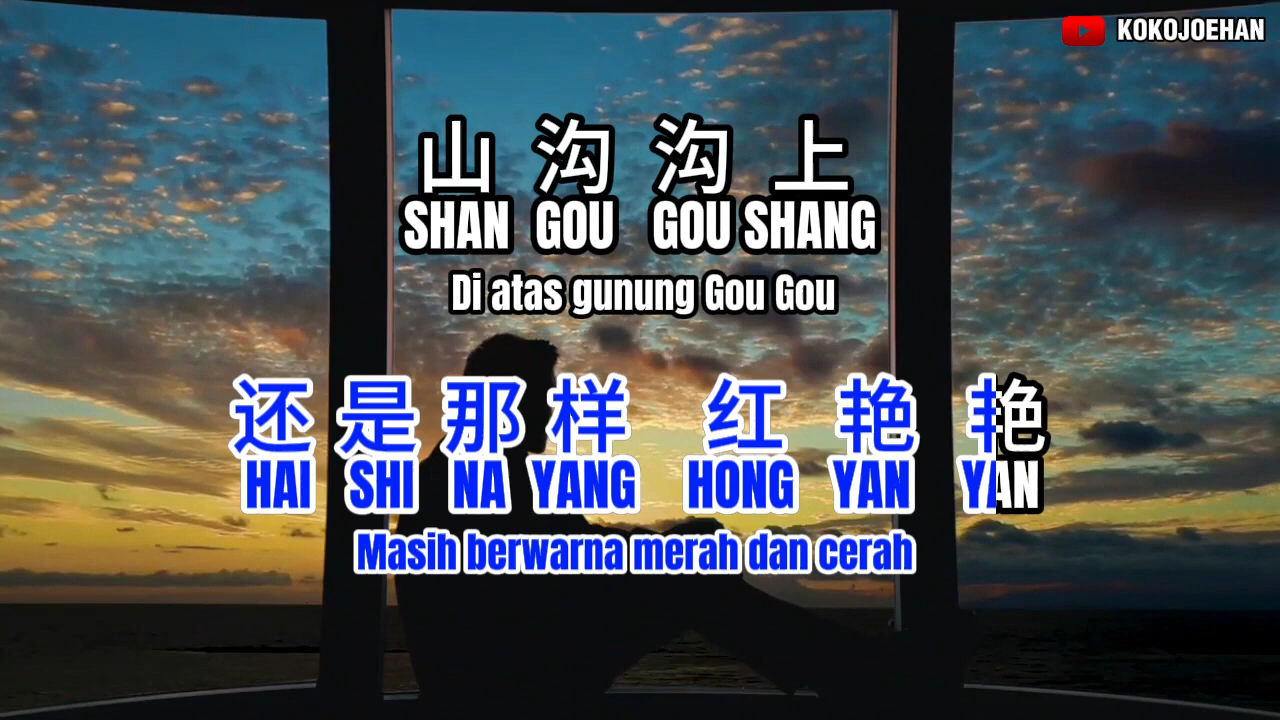 KOKOJOEHAN
山 沟 沟 上
SHAN GOU GOU SHANG
Di atas gunung Gou Gou
还 是 那 样 红 艳 艳
HAI SHI NA YANG HONG YAN YAN
Masih berwarna merah dan cerah